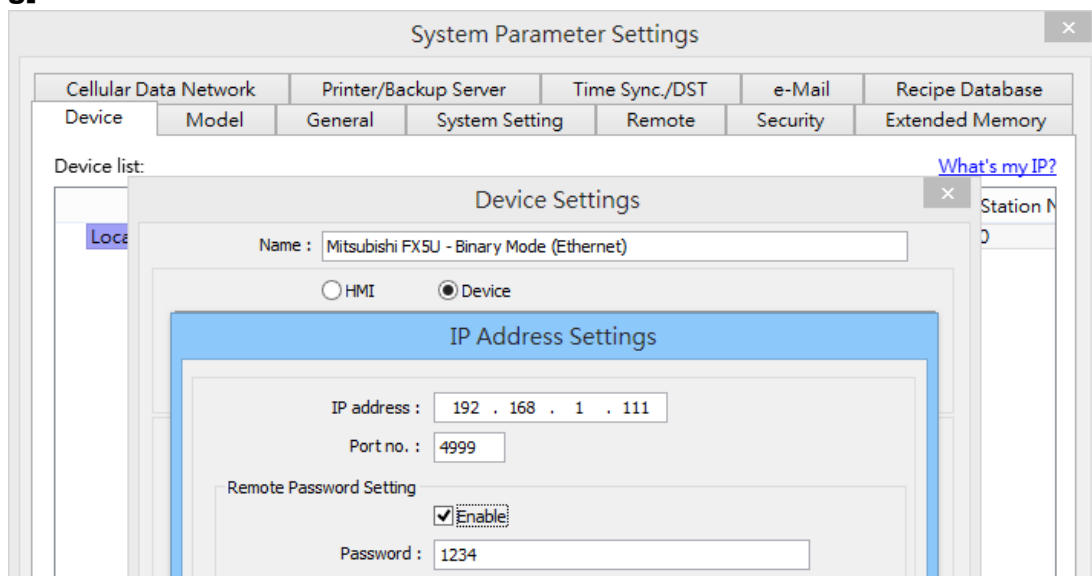 System Parameter Settings
Cellular Data Network Printer/Backup Server Time Sync./DST e-Mail Recipe Database
Device Model General System Setting Remote Security Extended Memory
Device list: What's my IP?
Device Settings
Station N
Loca
0
Name : Mitsubishi FX5U - Binary Mode (Ethernet)
HMI Device
IP Address Settings
IP address : 192 . 168 . 1 . 111
Port no. : 4999
Remote Password Setting
Enable
Password : 1234